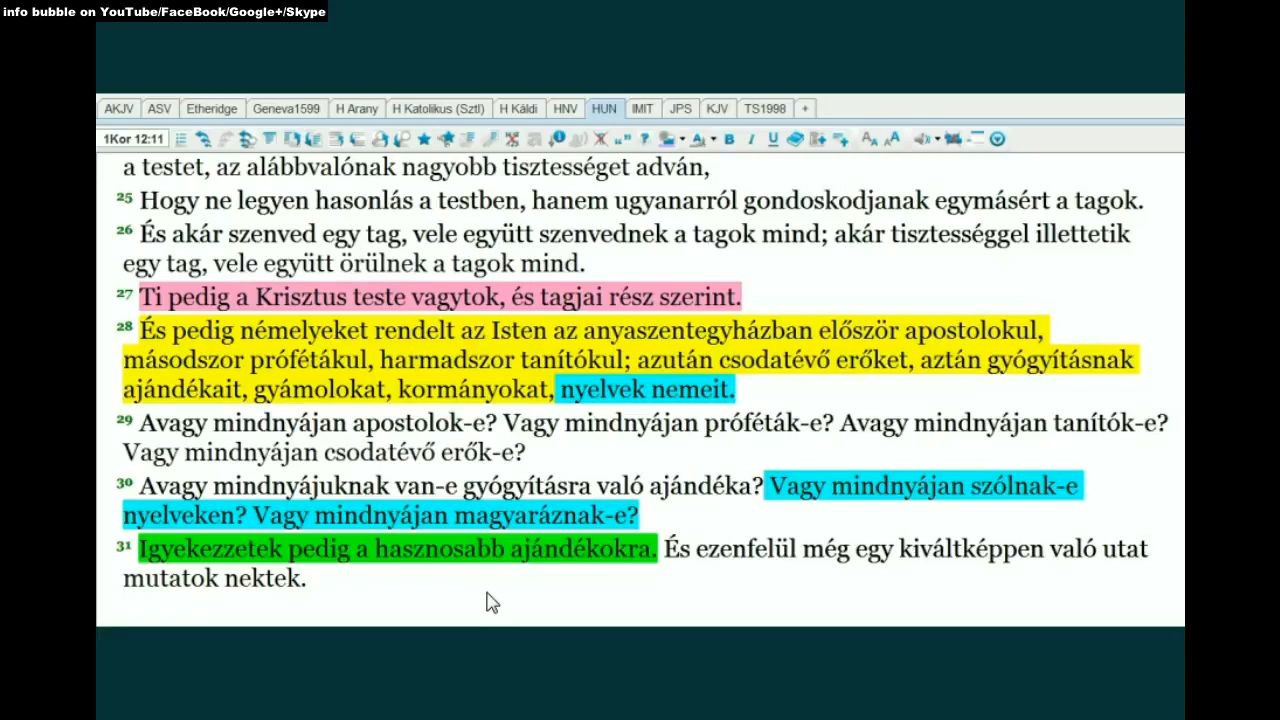 info bubble on YouTube/FaceBook/Google+/Skype
AKJV ASV Etheridge Geneva1599 H Arany H Katolikus (Sztl) H Káldi HNV HUN IMIT JPS KJV TS1998 +
1Kor 12:11
a testet, az alábbvalónak nagyobb tisztességet adván,
25 Hogy ne legyen hasonlás a testben, hanem ugyanarról gondoskodjanak egymásért a tagok.
26 És akár szenved egy tag, vele együtt szenvednek a tagok mind; akár tisztességgel illettetik
egy tag, vele együtt örülnek a tagok mind.
27 Ti pedig a Krisztus teste vagytok, és tagjai rész szerint.
28 És pedig némelyeket rendelt az Isten az anyaszentegyházban először apostolokul,
másodszor prófétákul, harmadszor tanítókul; azután csodatévő erőket, aztán gyógyításnak
ajándékait, gyámolokat, kormányokat, nyelvek nemeit.
29 Avagy mindnyájan apostolok-e? Vagy mindnyájan próféták-e? Avagy mindnyájan tanítók-e?
Vagy mindnyájan csodatévő erők-e?
30 Avagy mindnyájuknak van-e gyógyításra való ajándéka? Vagy mindnyájan szólnak-e
nyelveken? Vagy mindnyájan magyaráznak-e?
31 Igyekezzetek pedig a hasznosabb ajándékokra. És ezenfelül még egy kiváltképpen való utat
mutatok nektek.